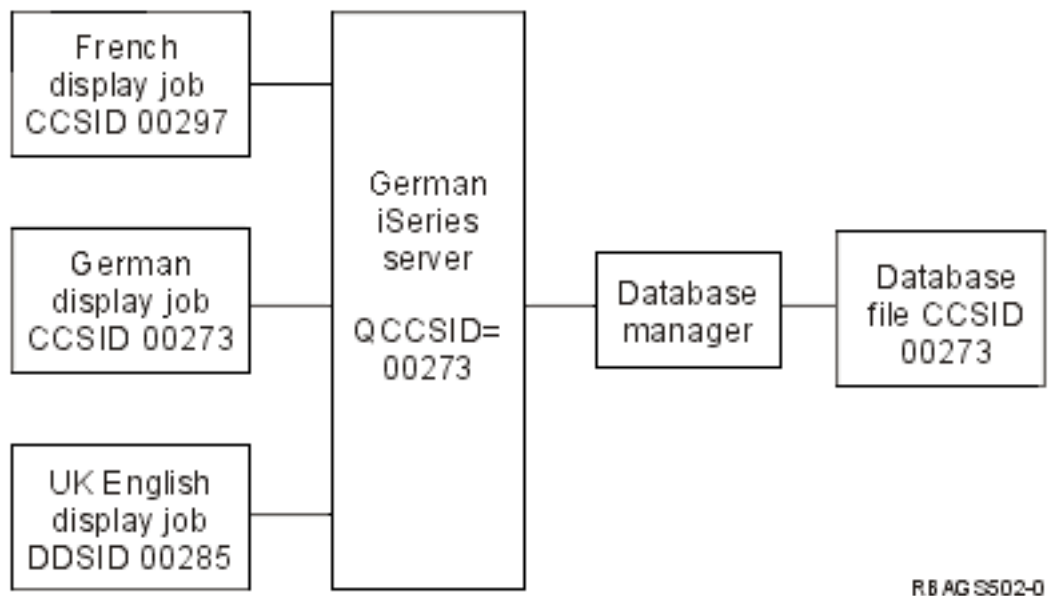 French
display job
CCSID 00297
German
display job
CCSID 00273
UK English
display job
DDSID 00285
German
iSeries
server
QCCSID=
00273
Database
manager
Database
file CCSID
00273
RBAGS502-0